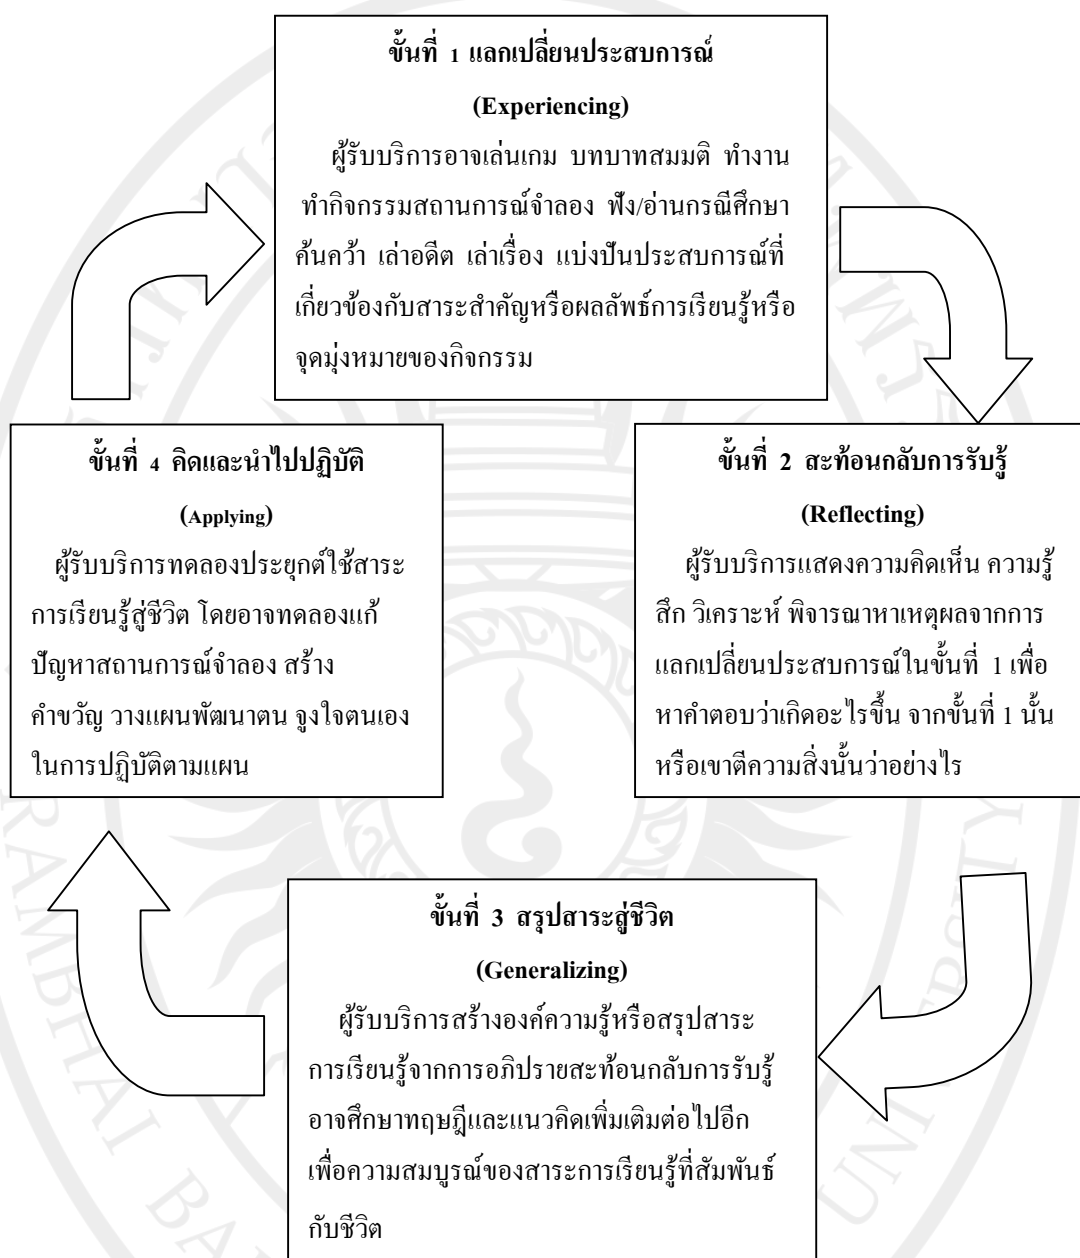 ขั้นที่ 1 แลกเปลี่ยนประสบการณ์
(Experiencing)
ผู้รับบริการอาจเล่นเกม บทบาทสมมติ ทำงาน
ทำกิจกรรมสถานการณ์จำลอง ฟัง/อ่านกรณีศึกษา
ค้นคว้า เล่าอดีต เล่าเรื่อง แบ่งปันประสบการณ์ที่
เกี่ยวข้องกับสาระสำคัญหรือผลลัพธ์การเรียนรู้หรือ
จุดมุ่งหมายของกิจกรรม
ขั้นที่ 2 สะท้อนกลับการรับรู้
(Reflecting)
ผู้รับบริการแสดงความคิดเห็น ความรู้
สึก วิเคราะห์ พิจารณาหาเหตุผลจากการ
แลกเปลี่ยนประสบการณ์ในขั้นที่ 1 เพื่อ
หาคำตอบว่าเกิดอะไรขึ้น จากขั้นที่ 1 นั้น
หรือเขาตีความสิ่งนั้นว่าอย่างไร
ขั้นที่ 3 สรุปสาระสู่ชีวิต
(Generalizing)
ผู้รับบริการสร้างองค์ความรู้หรือสรุปสาระ
การเรียนรู้จากการอภิปรายสะท้อนกลับการรับรู้
อาจศึกษาทฤษฎีและแนวคิดเพิ่มเติมต่อไปอีก
เพื่อความสมบูรณ์ของสาระการเรียนรู้ที่สัมพันธ์
กับชีวิต
ขั้นที่ 4 คิดและนำไปปฏิบัติ
(Applying)
ผู้รับบริการทดลองประยุกต์ใช้สาระ
การเรียนรู้สู่ชีวิต โดยอาจทดลองแก้
ปัญหาสถานการณ์จำลอง สร้าง
คำขวัญ วางแผนพัฒนาตน จูงใจตนเอง
ในการปฏิบัติตามแผน